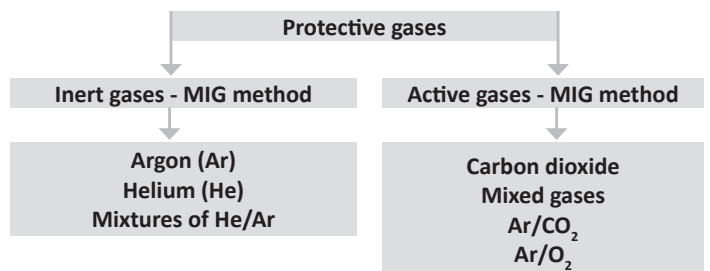 Protective gases
Inert gases - MIG method
Active gases - MIG method
Argon (Ar)
Helium (He)
Mixtures of He/Ar
Carbon dioxide
Mixed gases
Ar/CO₂
Ar/O₂